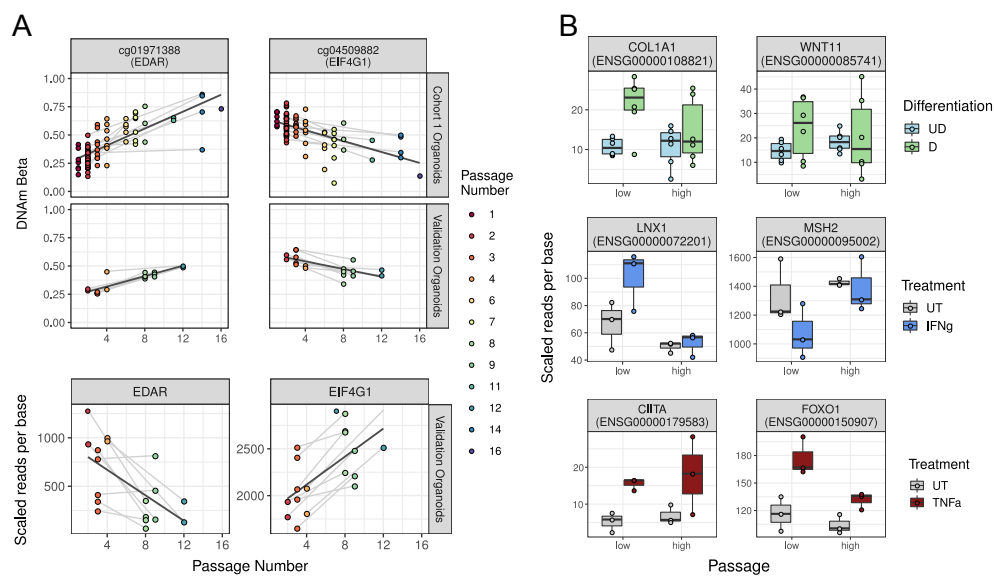 A
cg01971388
(EDAR)
cg04509882
(EIF4G1)
1.00
0.75
0.50
0.25
0.00
Cohort 1 Organoids
1.00
0.75
0.50
0.25
0.00
Validation Organoids
DNAm Beta
4
8
12
16
4
8
12
16
EDAR
EIF4G1
1000
500
2500
2000
Validation Organoids
Scaled reads per base
4
8
12
16
4
8
12
16
Passage Number
Passage
Number
1
2
3
4
6
7
8
9
11
12
14
16
B
COL1A1
(ENSG00000108821)
WNT11
(ENSG00000085741)
20
10
40
30
20
10
low
high
low
high
Differentiation
UD
D
LNX1
(ENSG00000072201)
MSH2
(ENSG00000095002)
100
80
60
40
1600
1400
1200
1000
low
high
low
high
Treatment
UT
IFNg
Scaled reads per base
CIITA
(ENSG00000179583)
FOXO1
(ENSG00000150907)
20
10
180
150
120
low
high
low
high
Treatment
UT
TNFa
Passage